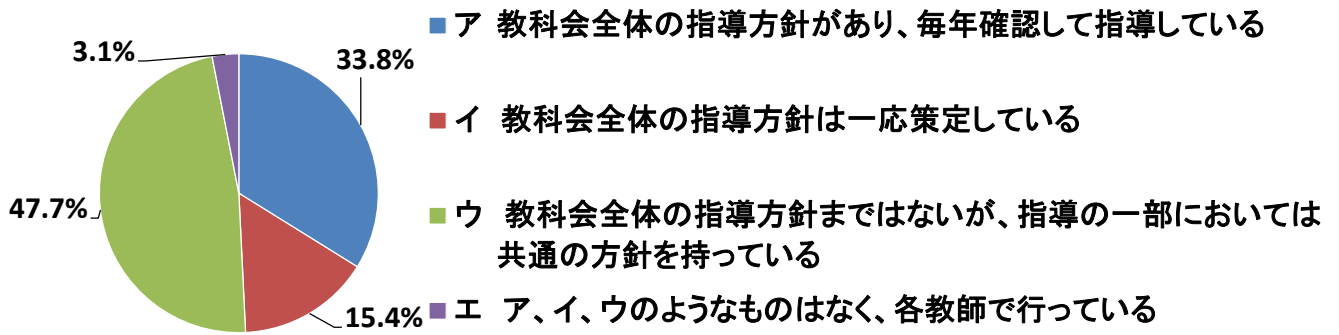 ア 教科会全体の指導方針があり、毎年確認して指導している
3.1%
33.8%
イ 教科会全体の指導方針は一応策定している
47.7%
ウ 教科会全体の指導方針まではないが、指導の一部においては
共通の方針を持っている
15.4%
エ ア、イ、ウのようなものはなく、各教師で行っている